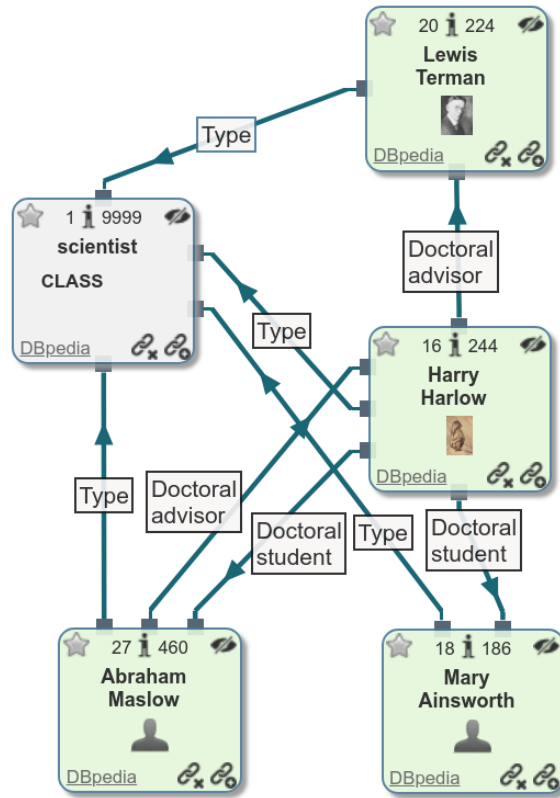 20 224
Lewis
Terman
DBpedia
Type
1 9999
scientist
CLASS
DBpedia
Doctoral
advisor
Type
16 244
Harry
Harlow
DBpedia
Type
Doctoral
advisor
Doctoral
student
Type
Doctoral
student
27 460
Abraham
Maslow
DBpedia
18 186
Mary
Ainsworth
DBpedia